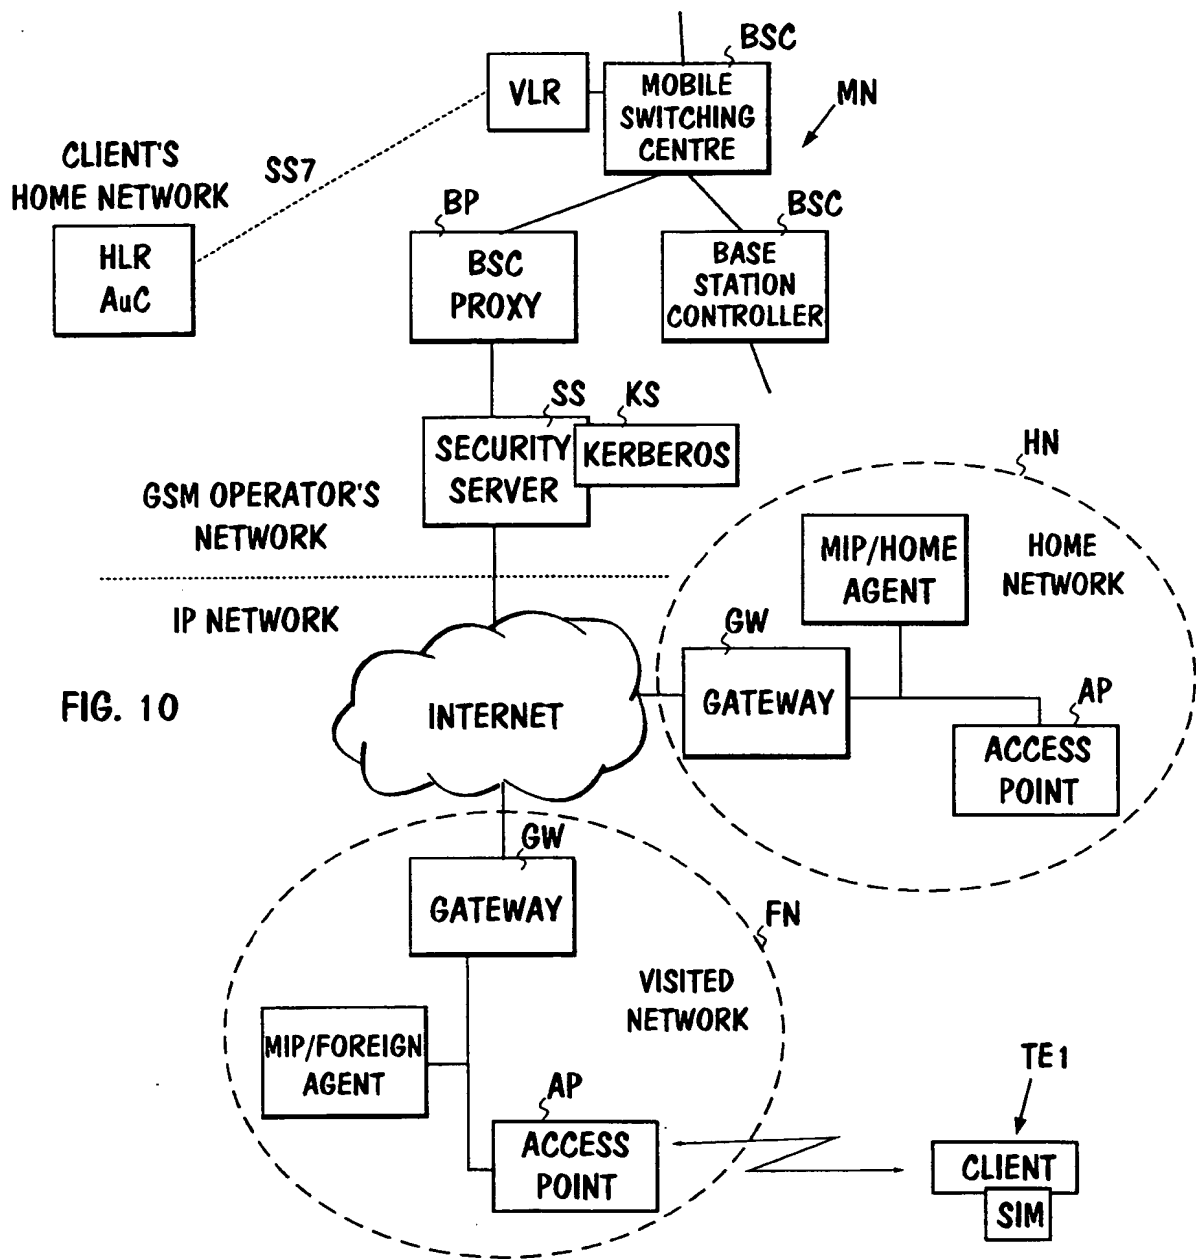 BSC
VLR
MOBILE
SWITCHING
CENTRE
MN
CLIENT'S
HOME NETWORK
SS7
HLR
AuC
BP
BSC
PROXY
BSC
BASE
STATION
CONTROLLER
SS
KS
SECURITY
SERVER
KERBEROS
GSM OPERATOR'S
NETWORK
IP NETWORK
HN
MIP/HOME
AGENT
HOME
NETWORK
GW
GATEWAY
AP
ACCESS
POINT
FIG. 10
INTERNET
GW
GATEWAY
FN
VISITED
NETWORK
MIP/FOREIGN
AGENT
AP
ACCESS
POINT
TE1
CLIENT
SIM